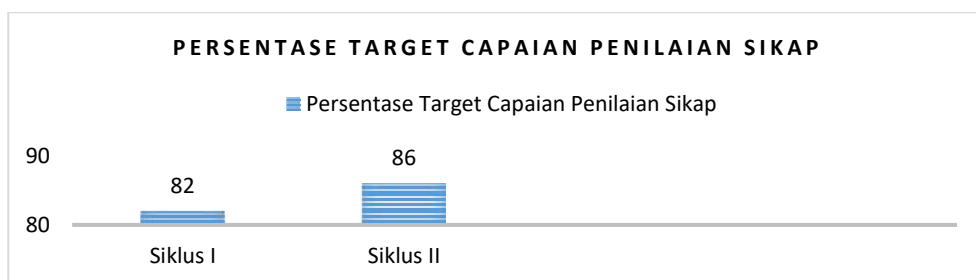 PERSENTASE TARGET CAPAIAN PENILAIAN SIKAP
Persentase Target Capaian Penilaian Sikap
90
82
86
80
Siklus I
Siklus II